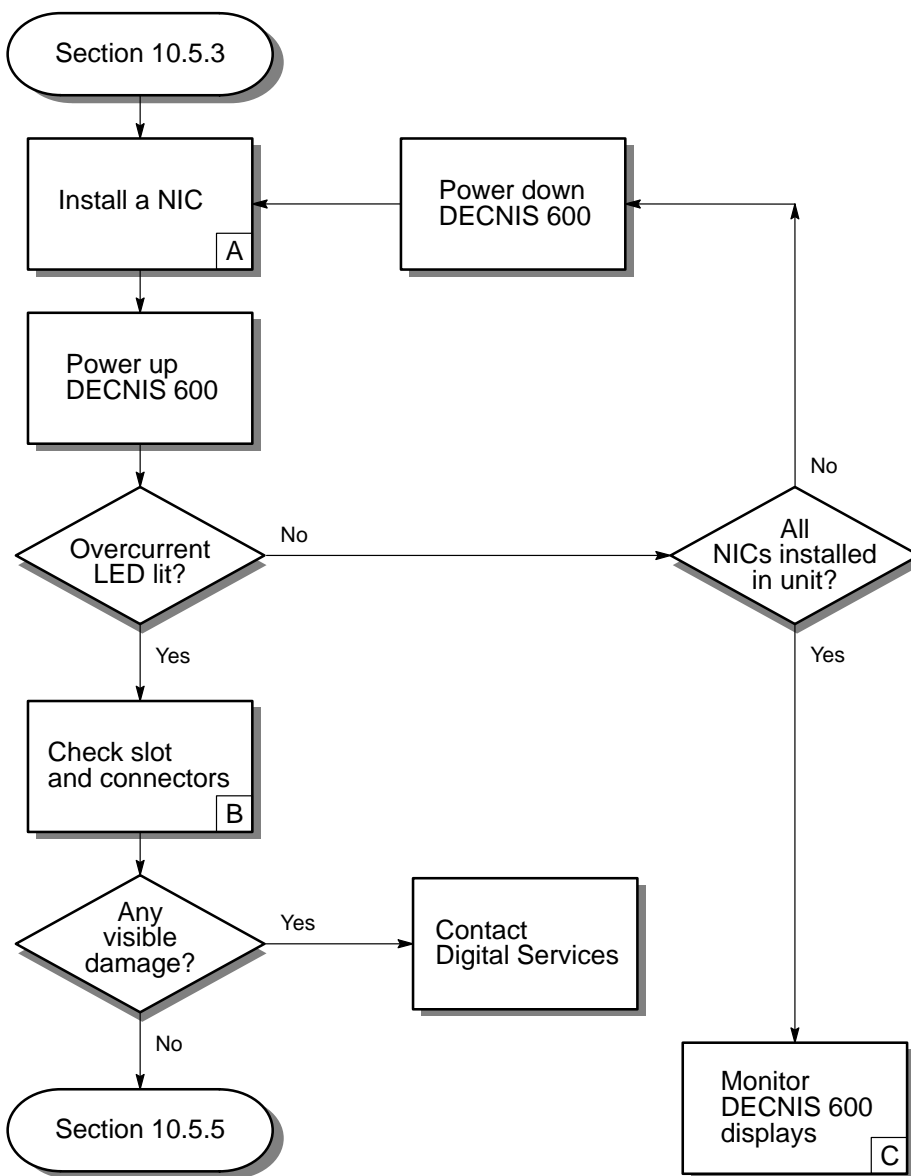 Section 10.5.3
Install a NIC
A
Power down
DECNIS 600
Power up
DECNIS 600
Overcurrent
LED lit?
No
All
NICs installed
in unit?
No
Yes
Yes
Check slot
and connectors
B
Any
visible
damage?
Yes
Contact
Digital Services
No
Section 10.5.5
Monitor
DECNIS 600
displays
C